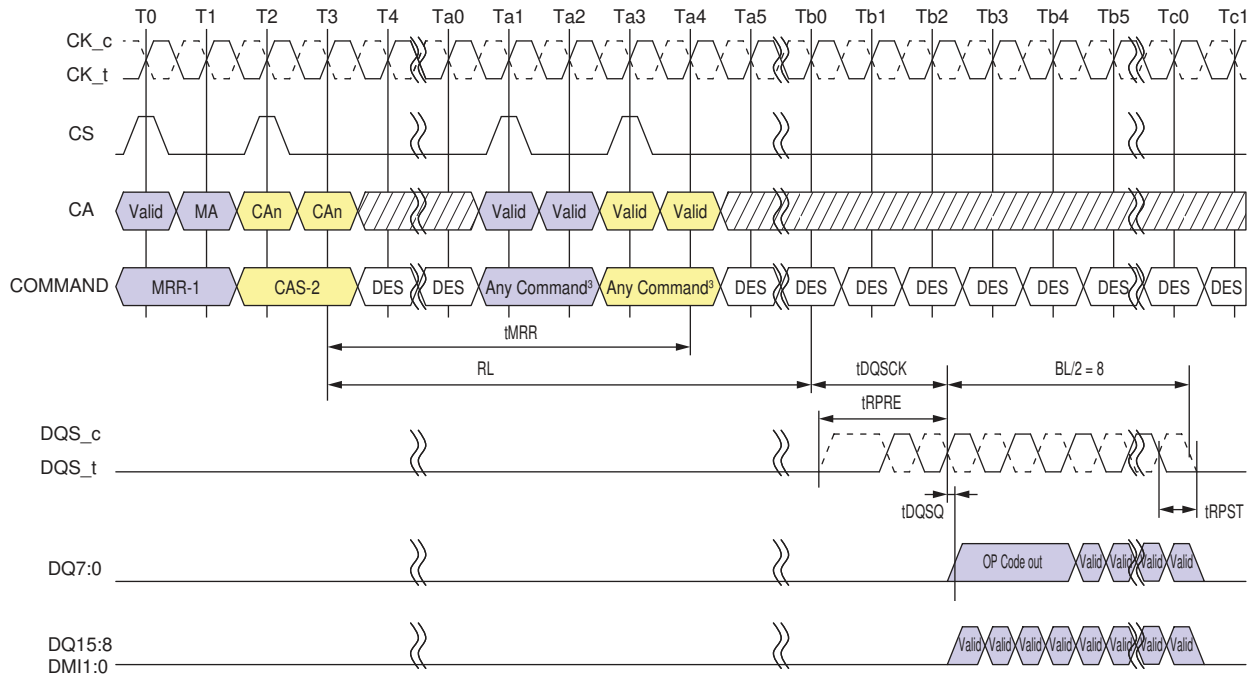 T0 T1 T2 T3 T4 Ta0 Ta1 Ta2 Ta3 Ta4 Ta5 Tb0 Tb1 Tb2 Tb3 Tb4 Tb5 Tc0 Tc1
CK_c
CK_t
CS
CA Valid MA CAn CAn Valid Valid Valid Valid
COMMAND MRR-1 CAS-2 DES DES Any Command³ Any Command³ DES DES DES DES DES DES DES DES DES
tMRR
RL tDQSCK BL/2 = 8
tRPRE
DQS_c
DQS_t
tDQSQ tRPST
DQ7:0 OP Code out Valid Valid Valid Valid
DQ15:8 Valid Valid Valid Valid Valid Valid Valid Valid
DMI1:0